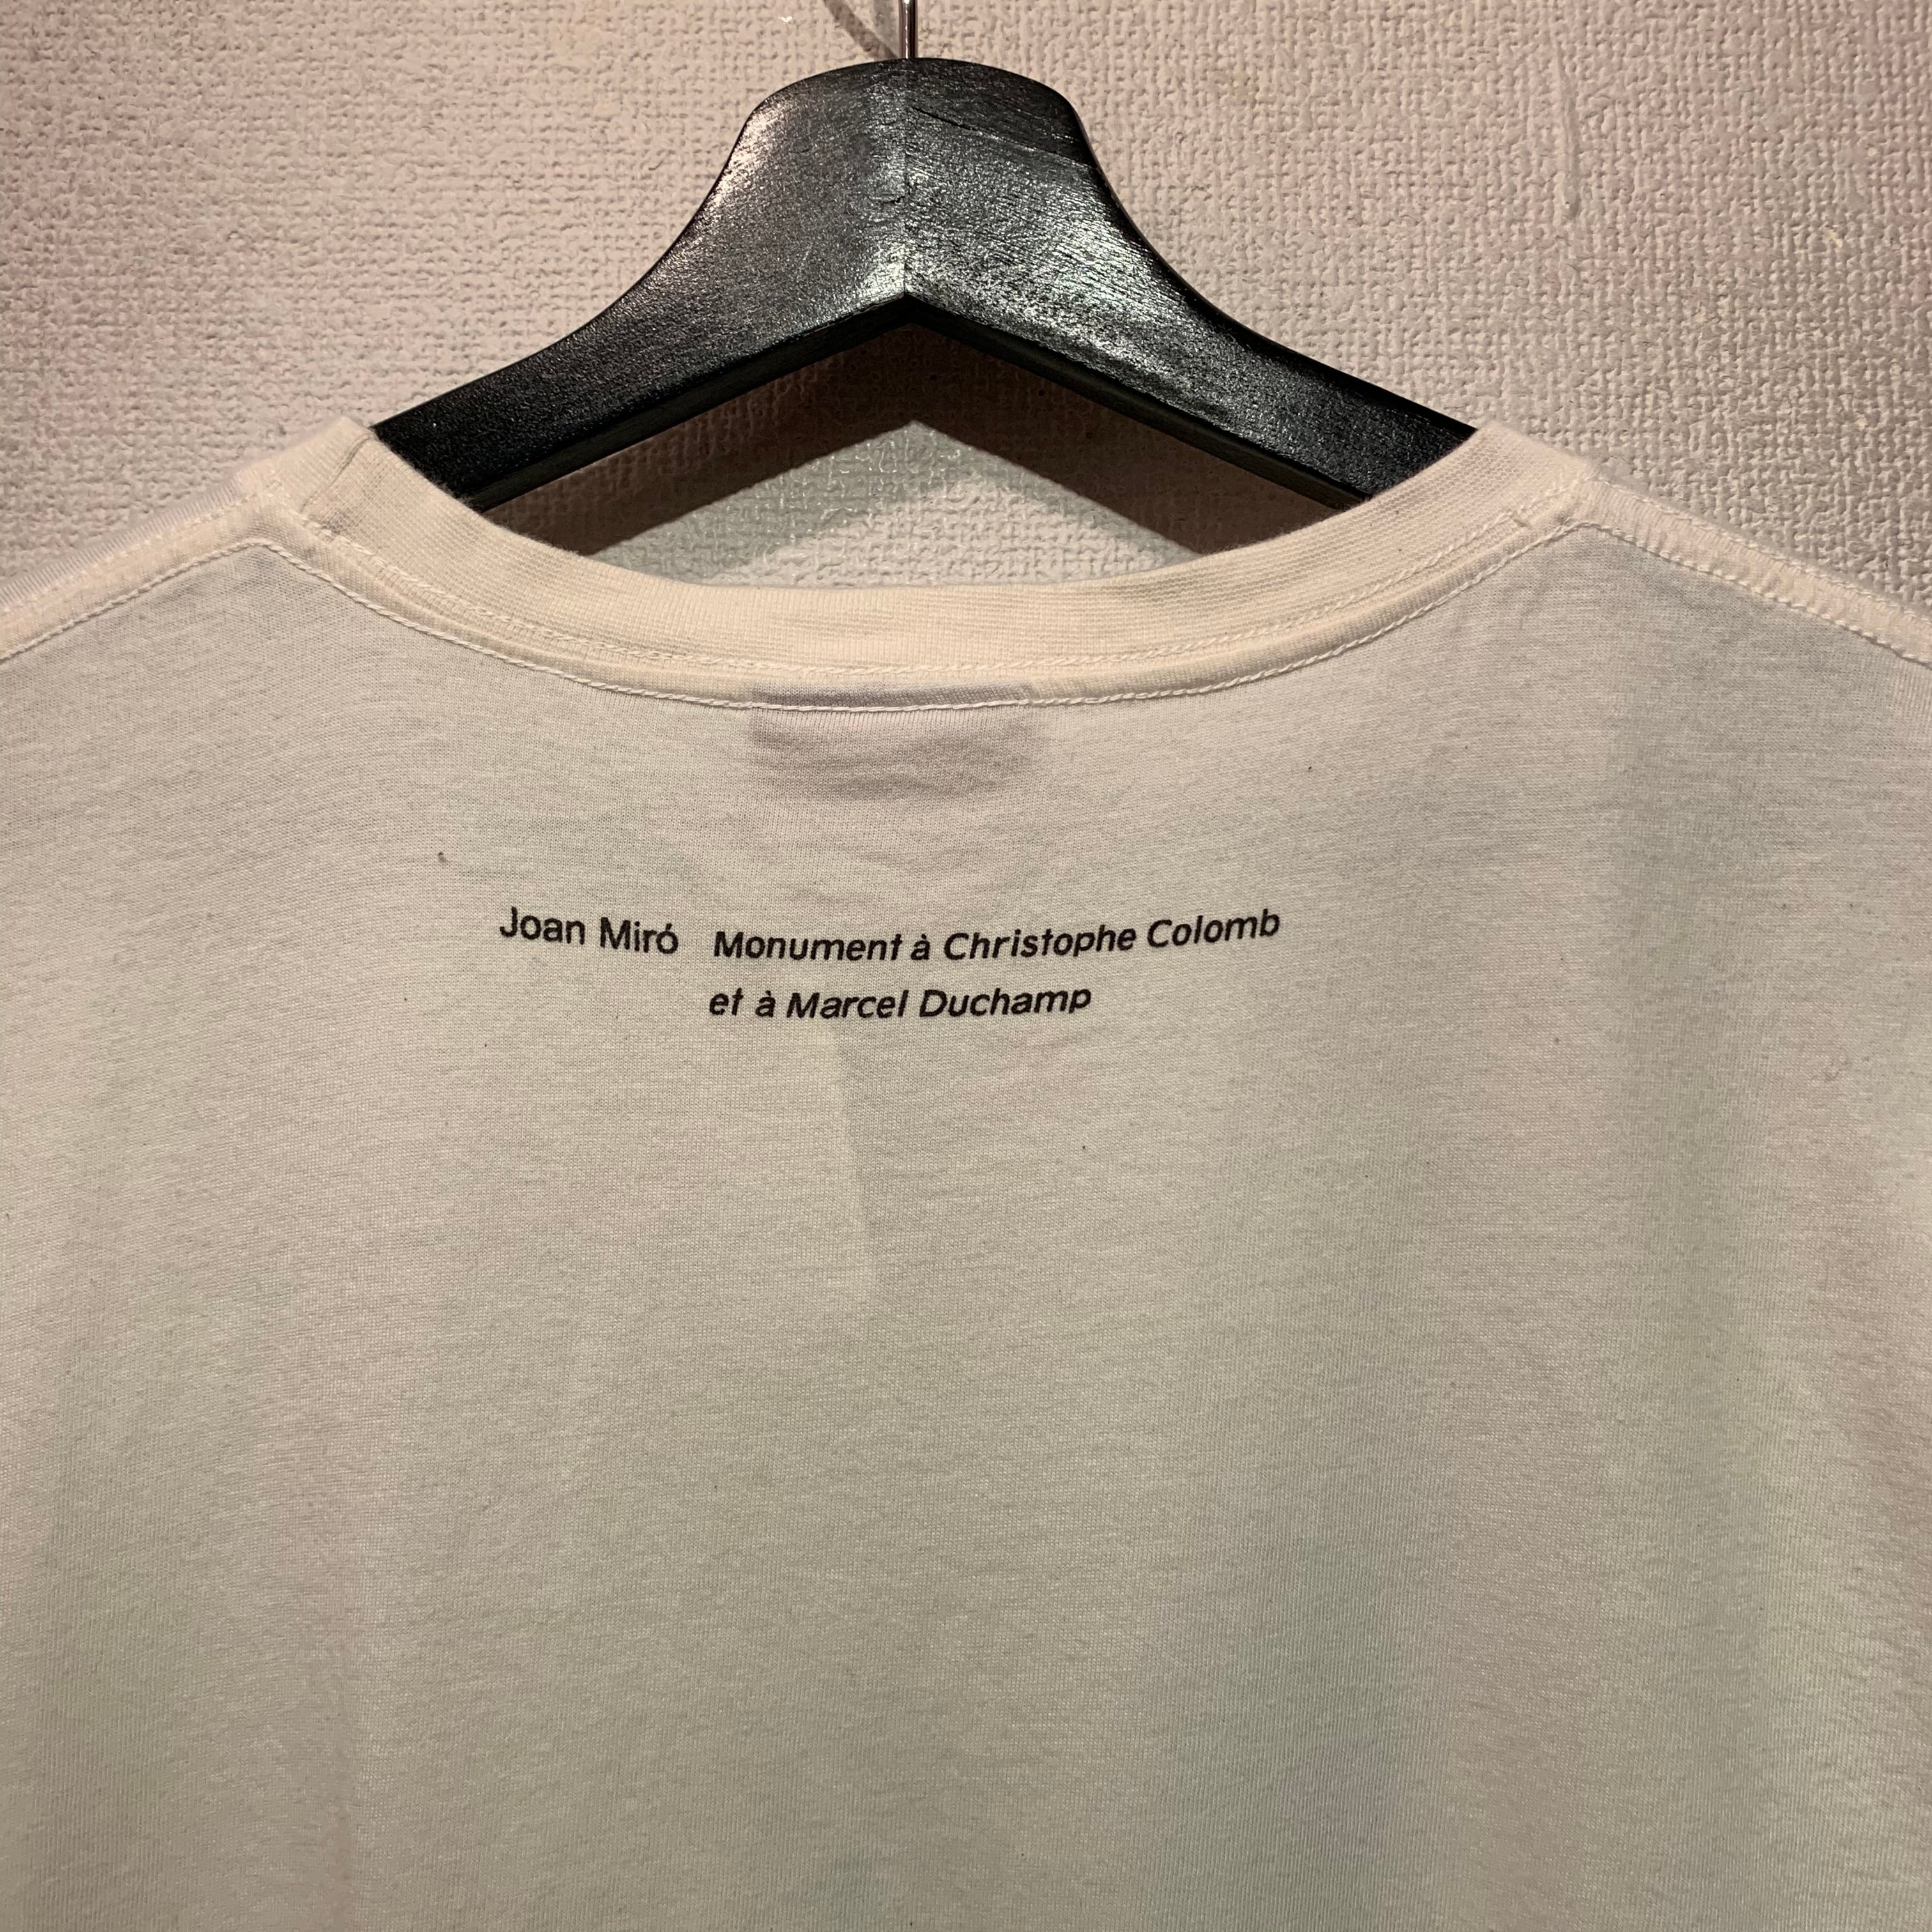 Joan Miró Monument à Christophe Colomb
et à Marcel Duchamp